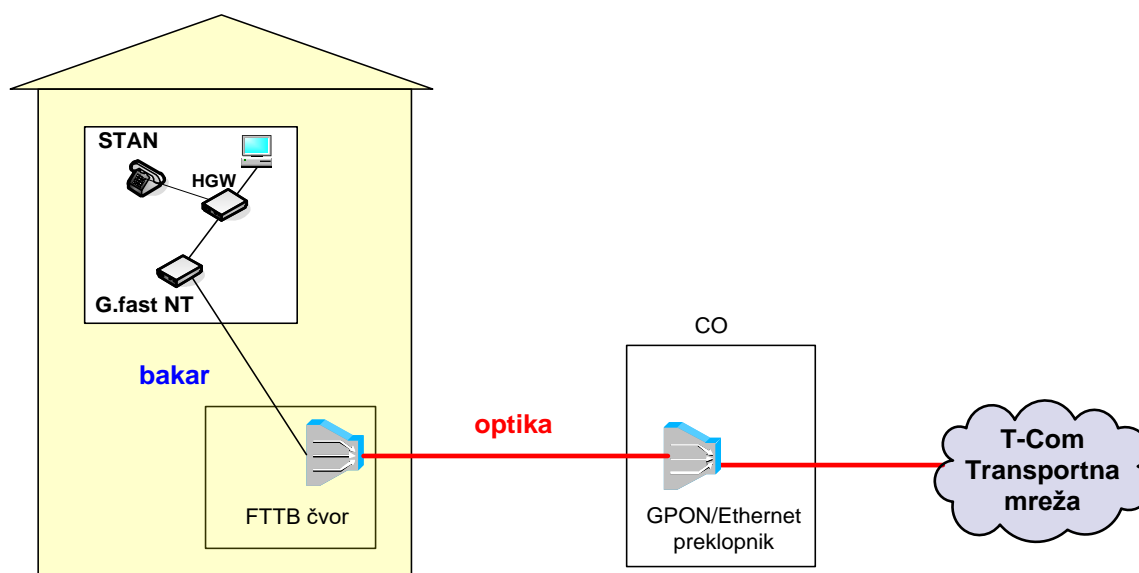 STAN
HGW
G.fast NT
bakar
FTTB čvor
optika
CO
GPON/Ethernet
preklopnik
T-Com
Transportna
mreža